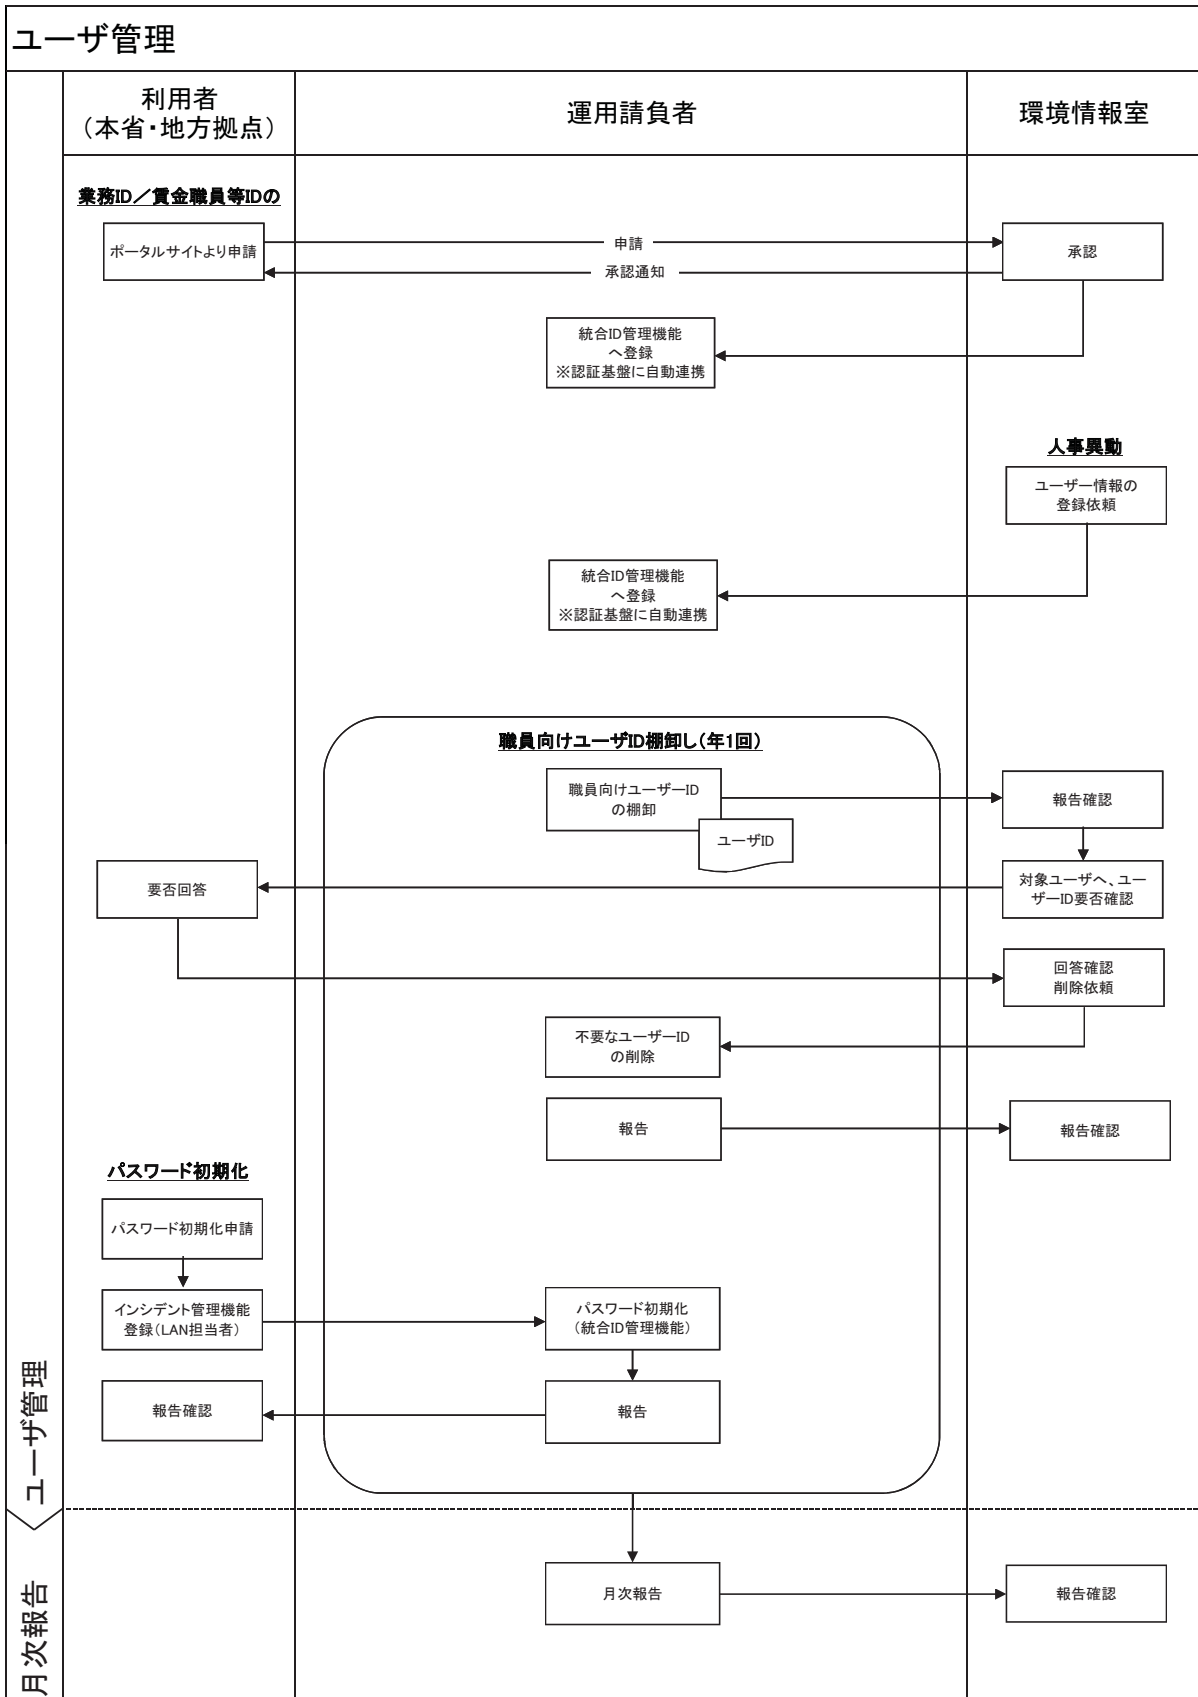 ユーザ管理
利用者
（本省・地方拠点）
運用請負者
環境情報室
業務ID／賃金職員等IDの
ポータルサイトより申請
申請
承認通知
承認
統合ID管理機能
へ登録
※認証基盤に自動連携
人事異動
ユーザー情報の
登録依頼
統合ID管理機能
へ登録
※認証基盤に自動連携
職員向けユーザID棚卸し（年1回）
職員向けユーザーID
の棚卸
ユーザID
報告確認
要否回答
対象ユーザへ、ユー
ザーID要否確認
回答確認
削除依頼
不要なユーザーID
の削除
報告
報告確認
パスワード初期化
パスワード初期化申請
インシデント管理機能
登録（LAN担当者）
パスワード初期化
（統合ID管理機能）
報告確認
報告
ユーザ管理
月次報告
月次報告
報告確認